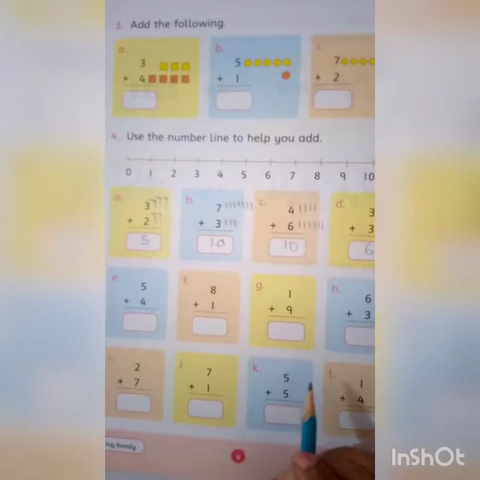 3. Add the following.
a. b. c.
3 5 7
+ 4 + 1 + 2
4. Use the number line to help you add.
0 1 2 3 4 5 6 7 8 9 10
a. b. c. d.
3 7 4 3
+ 2 + 3 + 6 + 3
5 10 10 6
e. f. g. h.
5 8 1 6
+ 4 + 1 + 9 + 3
i. j. k. l.
2 7 5 1
+ 7 + 1 + 5 + 4
Ready
InShOt